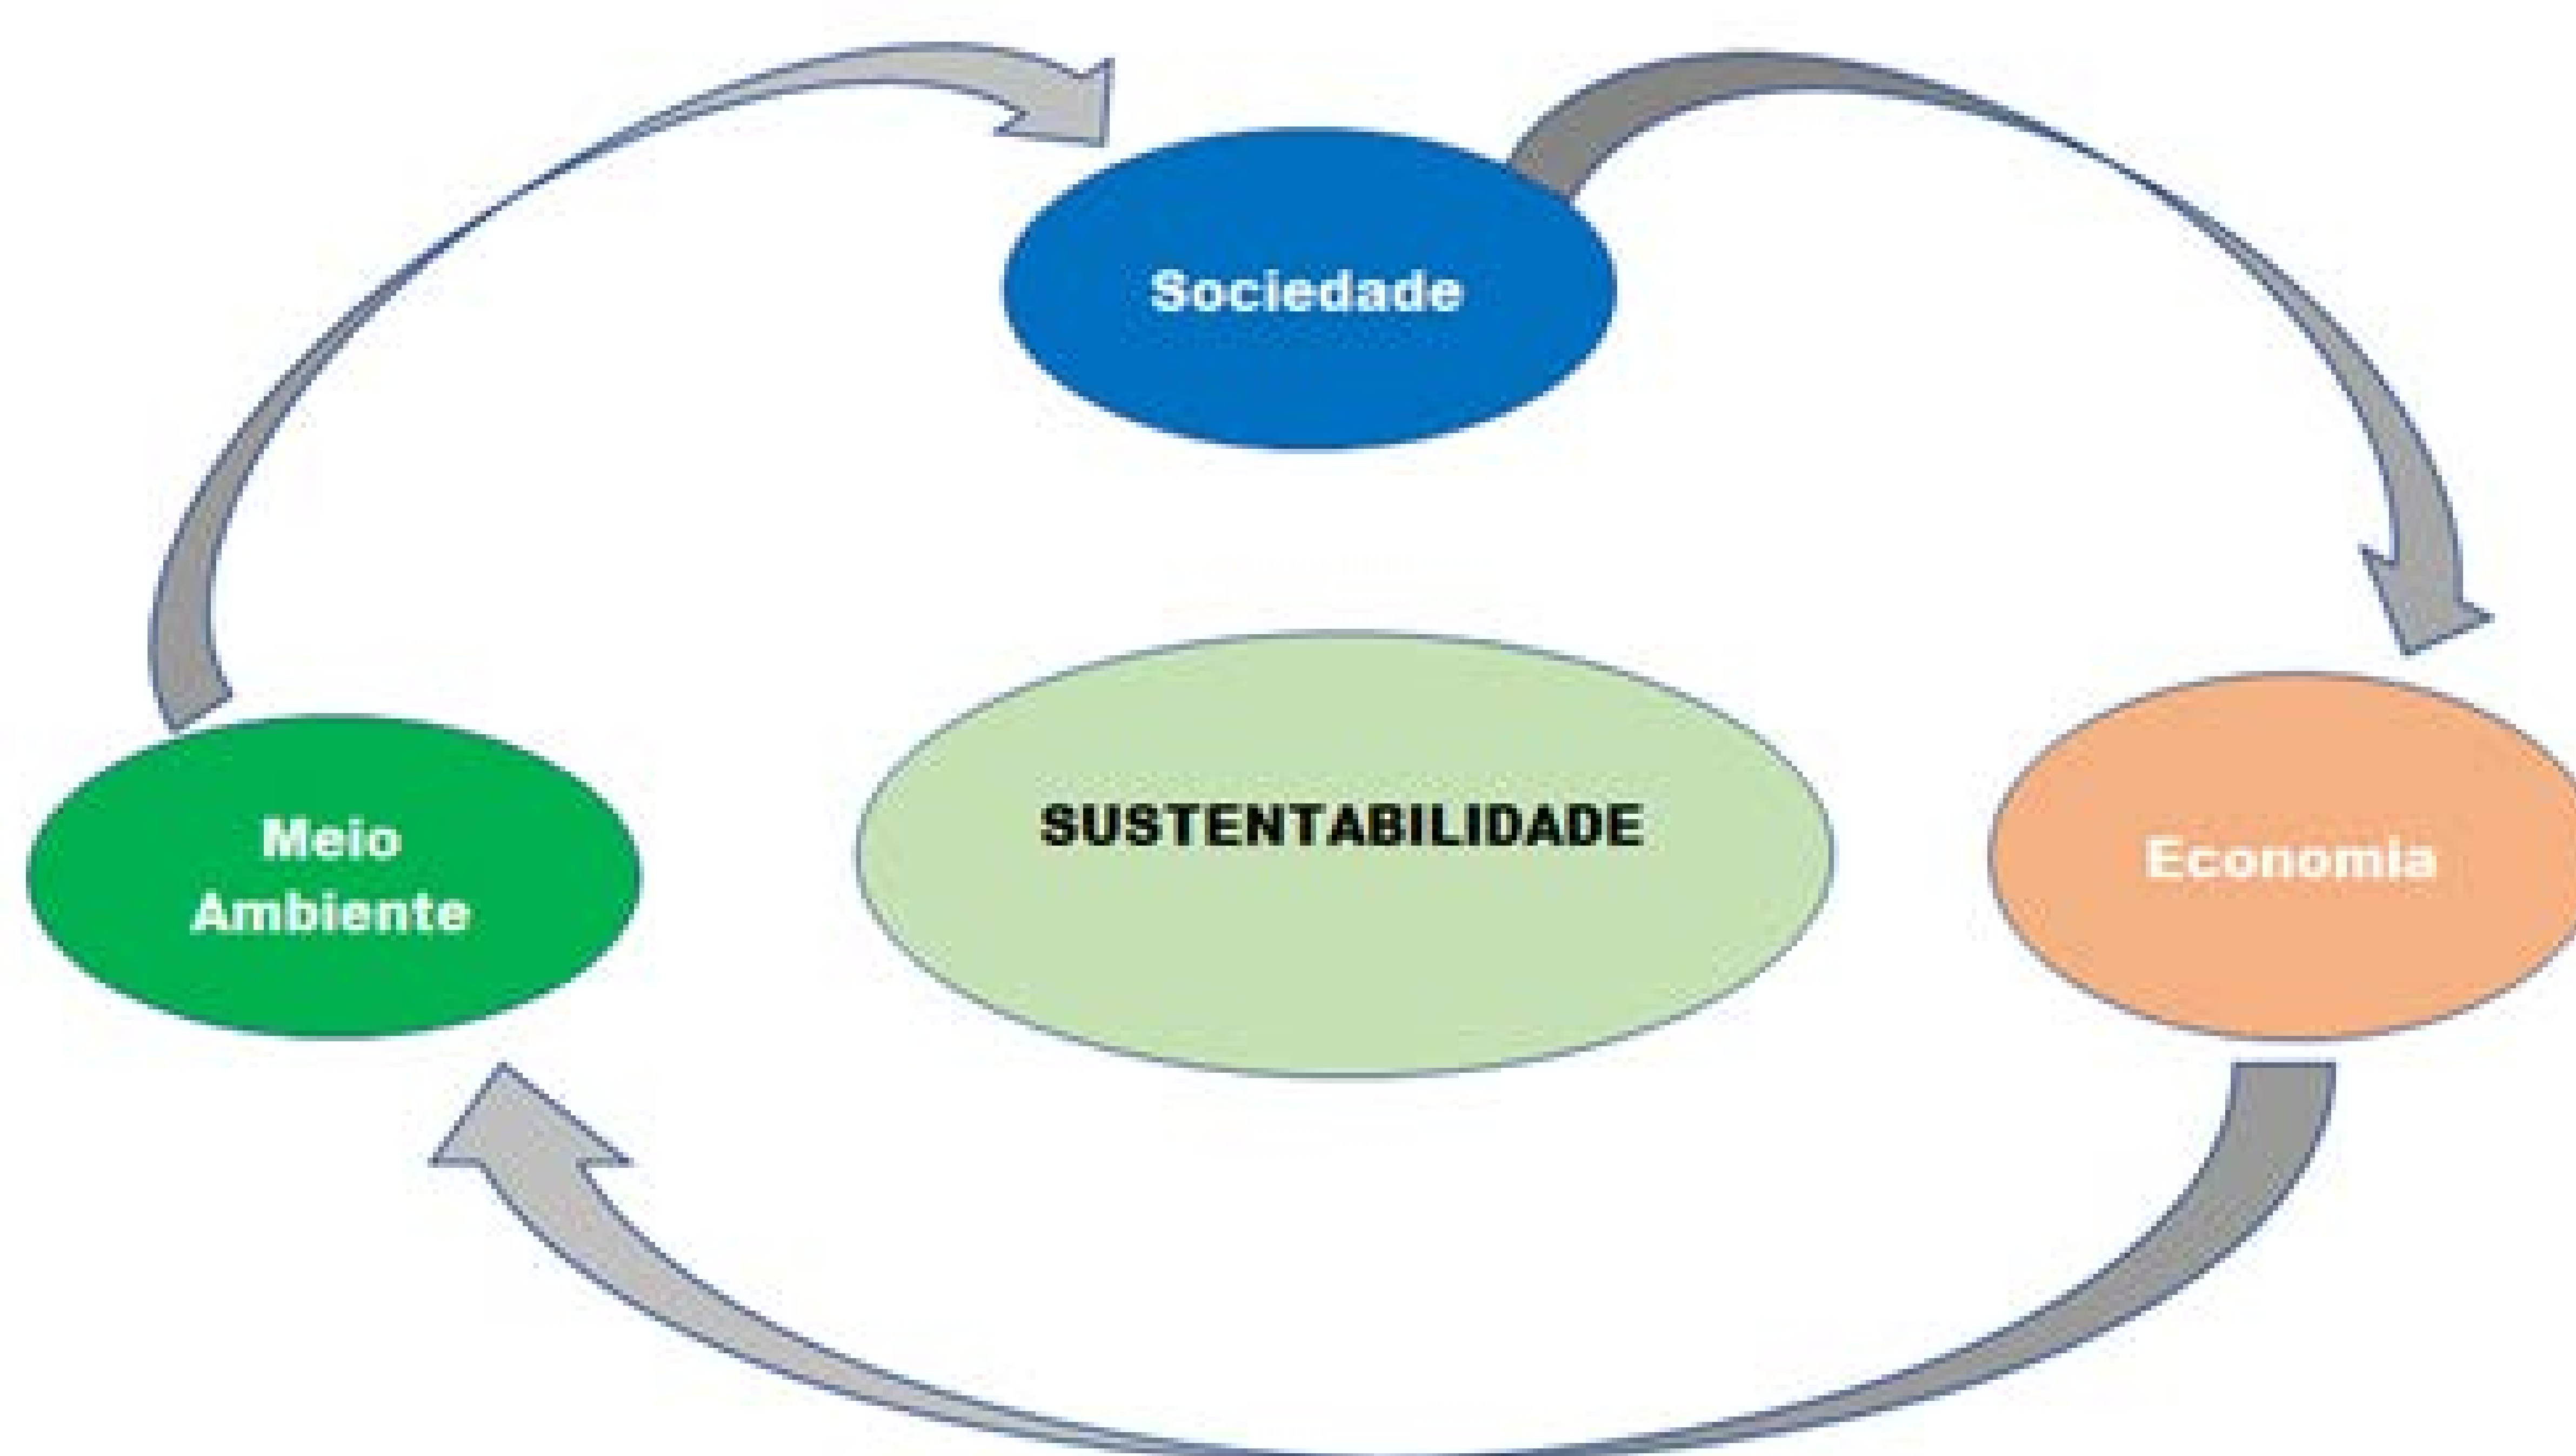 Sociedade
SUSTENTABILIDADE
Meio
Ambiente
Economia